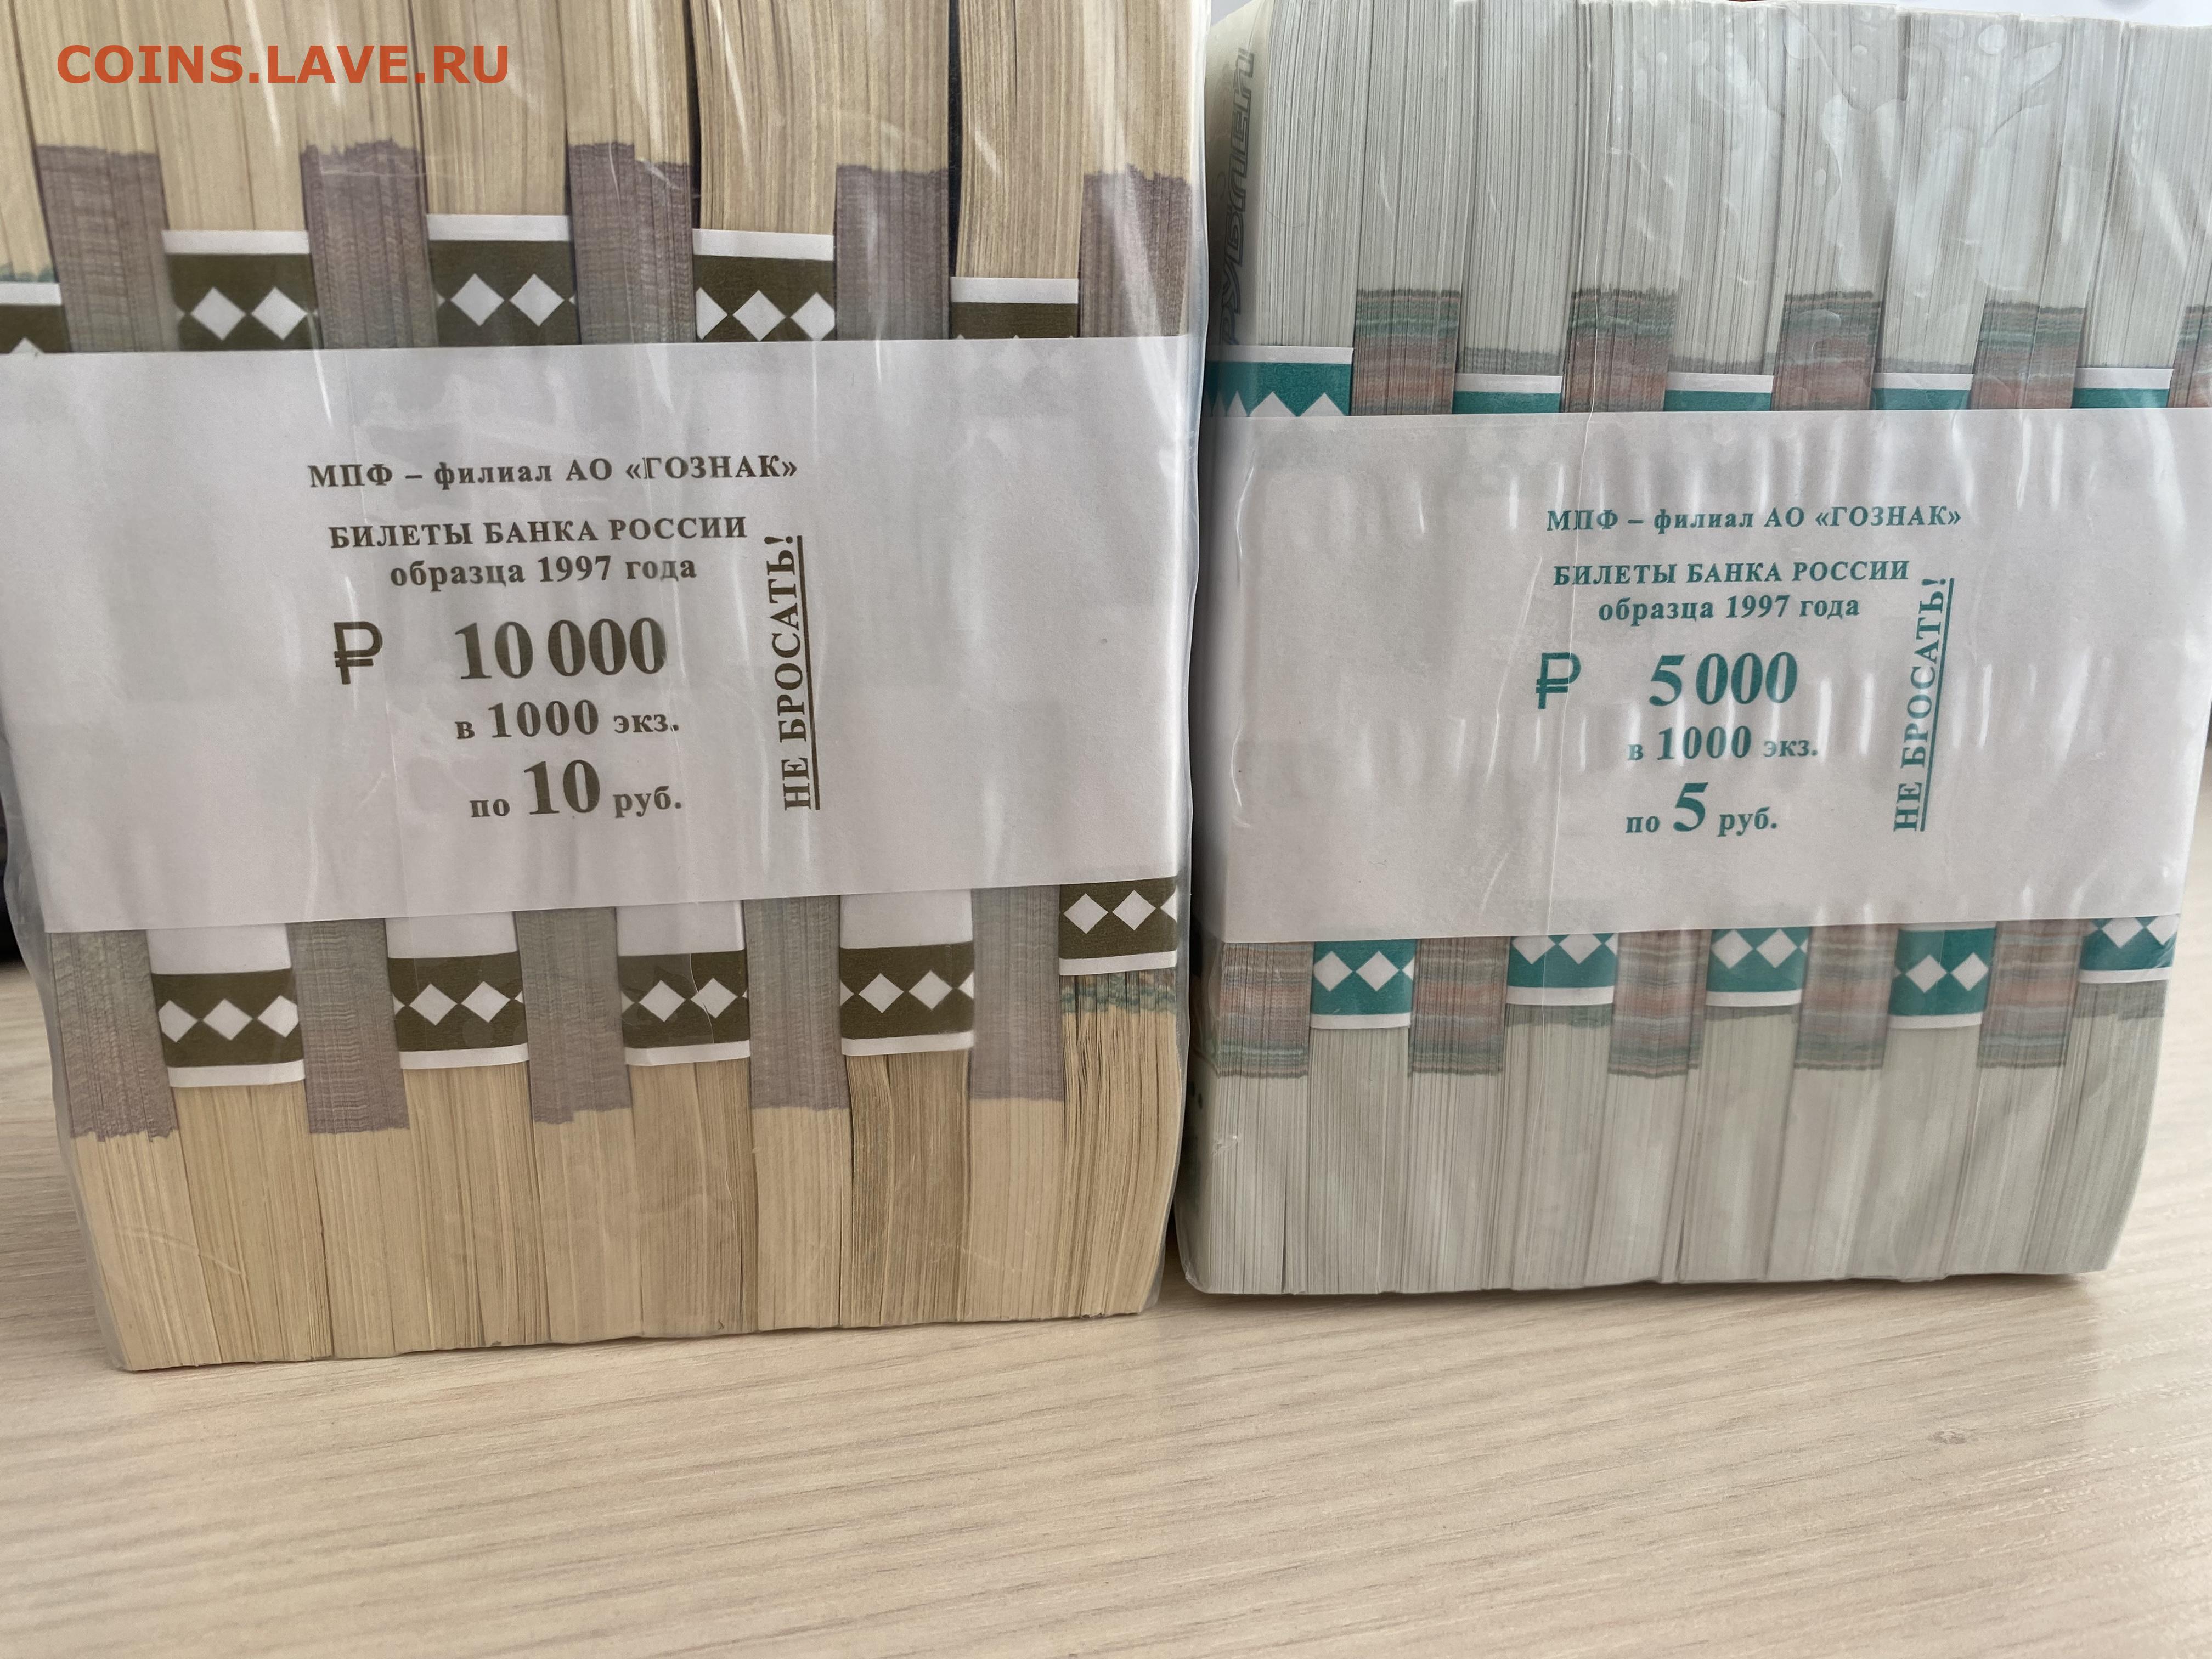 COINS.LAVE.RU
МПФ – филиал АО «ГОЗНАК»
БИЛЕТЫ БАНКА РОССИИ
образца 1997 года
₽ 10 000
в 1000 экз.
по 10 руб.
НЕ БРОСАТЬ!
рублей
МПФ – филиал АО «ГОЗНАК»
БИЛЕТЫ БАНКА РОССИИ
образца 1997 года
₽ 5 000
в 1000 экз.
по 5 руб.
НЕ БРОСАТЬ!